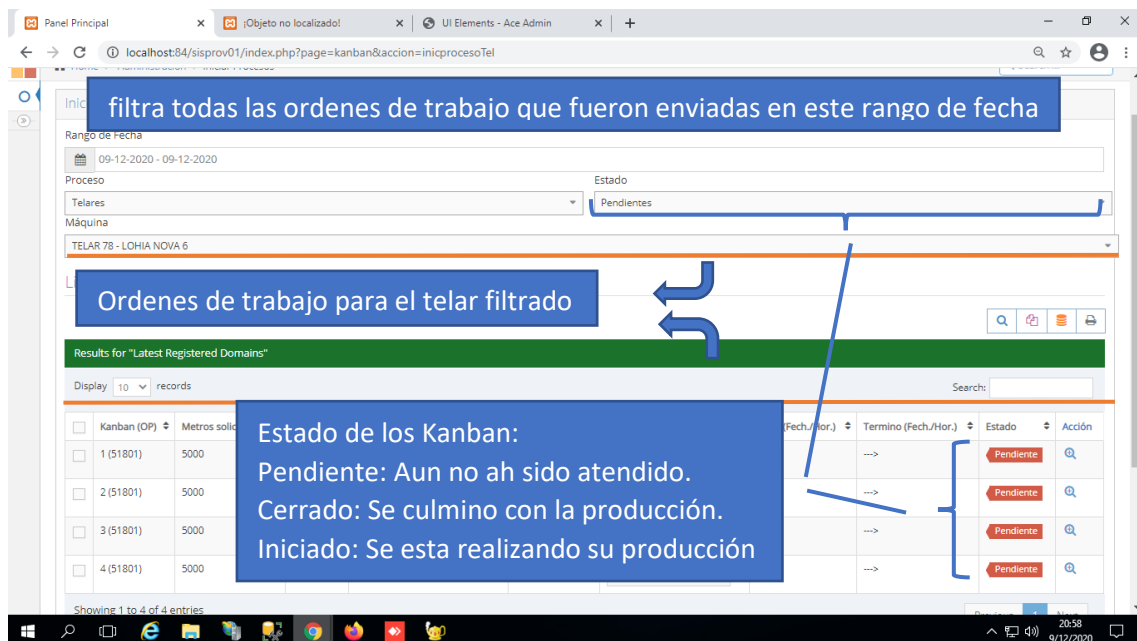 Panel Principal
¡Objeto no localizado!
UI Elements - Ace Admin
localhost:84/sisprov01/index.php?page=kanban&accion=inicprocesoTel
filtra todas las ordenes de trabajo que fueron enviadas en este rango de fecha
Rango de Fecha
09-12-2020 - 09-12-2020
Proceso Estado
Telares Pendientes
Máquina
TELAR 78 - LOHIA NOVA 6
Ordenes de trabajo para el telar filtrado
Results for "Latest Registered Domains"
Display 10 records Search:
Kanban (OP) Metros (Fech./Hor.) Termino (Fech./Hor.) Estado Acción
Estado de los Kanban:
Pendiente: Aun no ah sido atendido.
Cerrado: Se culmino con la producción.
Iniciado: Se esta realizando su producción
1 (51801) 5000 ---> Pendiente
2 (51801) 5000 ---> Pendiente
3 (51801) 5000 ---> Pendiente
4 (51801) 5000 ---> Pendiente
Showing 1 to 4 of 4 entries Previous 1 Next
20:58
9/12/2020